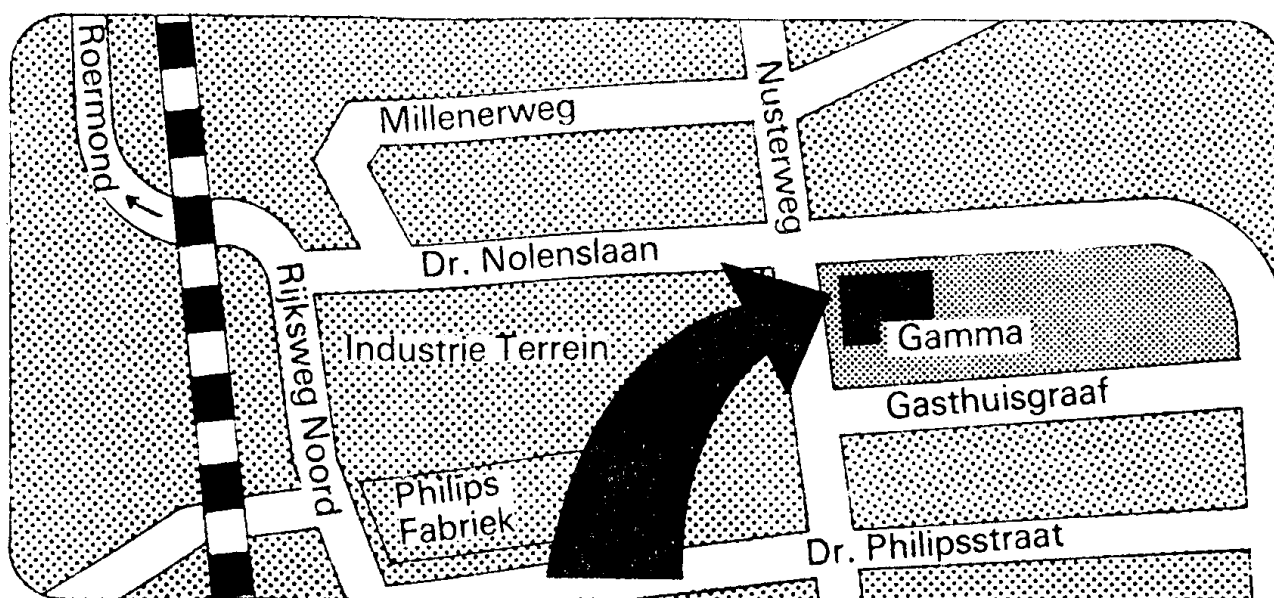 Roermond
Millenerweg
Nusterweg
Dr. Nolenslaan
Rijksweg Noord
Industrie Terrein
Gamma
Gasthuisgraaf
Philips
Fabriek
Dr. Philipsstraat